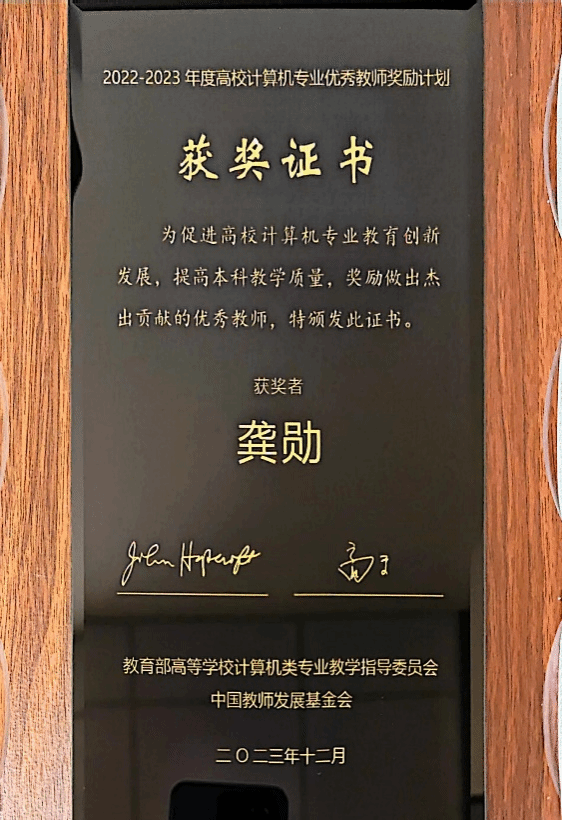 2022-2023 年度高校计算机专业优秀教师奖励计划
获奖证书
为促进高校计算机专业教育创新
发展，提高本科教学质量，奖励做出杰
出贡献的优秀教师，特颁发此证书。
获奖者
龚勋
John Hopcroft
教育部高等学校计算机类专业教学指导委员会
中国教师发展基金会
二〇二三年十二月